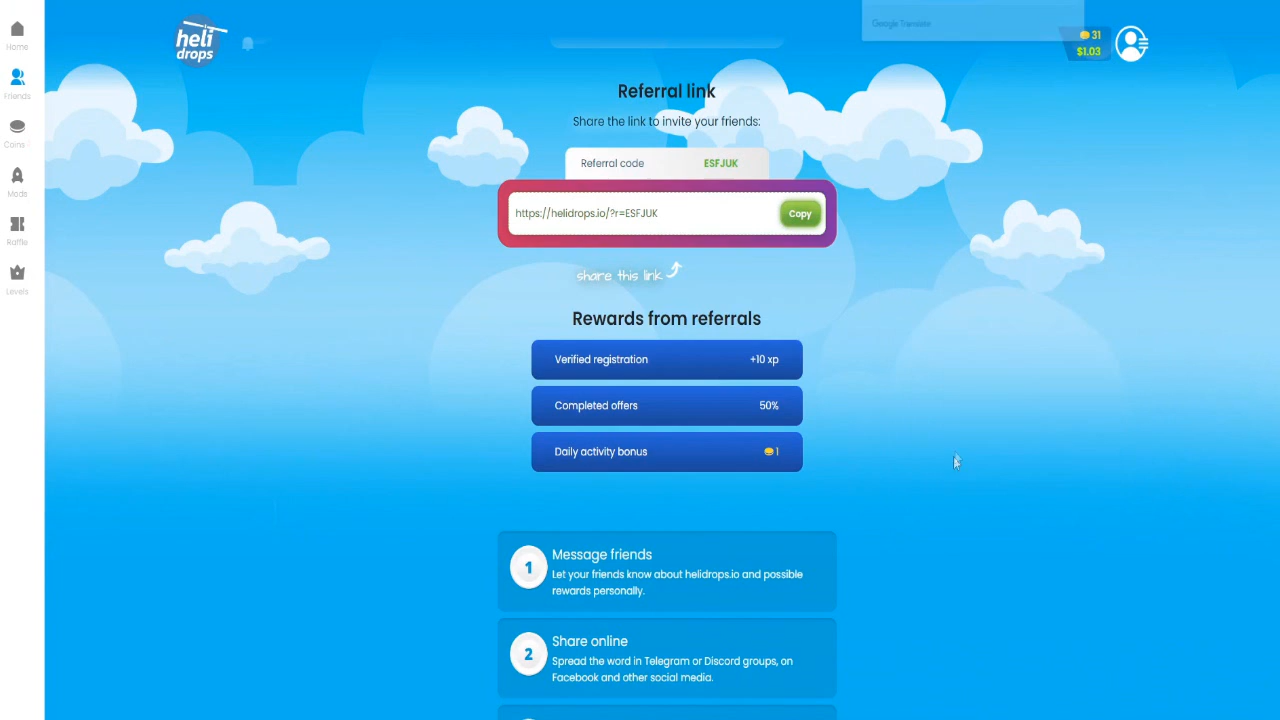 Home
Friends
Coins
Mods
Raffle
Levels
heli
drops
Google Translate
31
$1.03
Referral link
Share the link to invite your friends:
Referral code ESFJUK
https://helidrops.io/?r=ESFJUK Copy
share this link
Rewards from referrals
Verified registration +10 xp
Completed offers 50%
Daily activity bonus 1
1
Message friends
Let your friends know about helidrops.io and possible
rewards personally.
2
Share online
Spread the word in Telegram or Discord groups, on
Facebook and other social media.